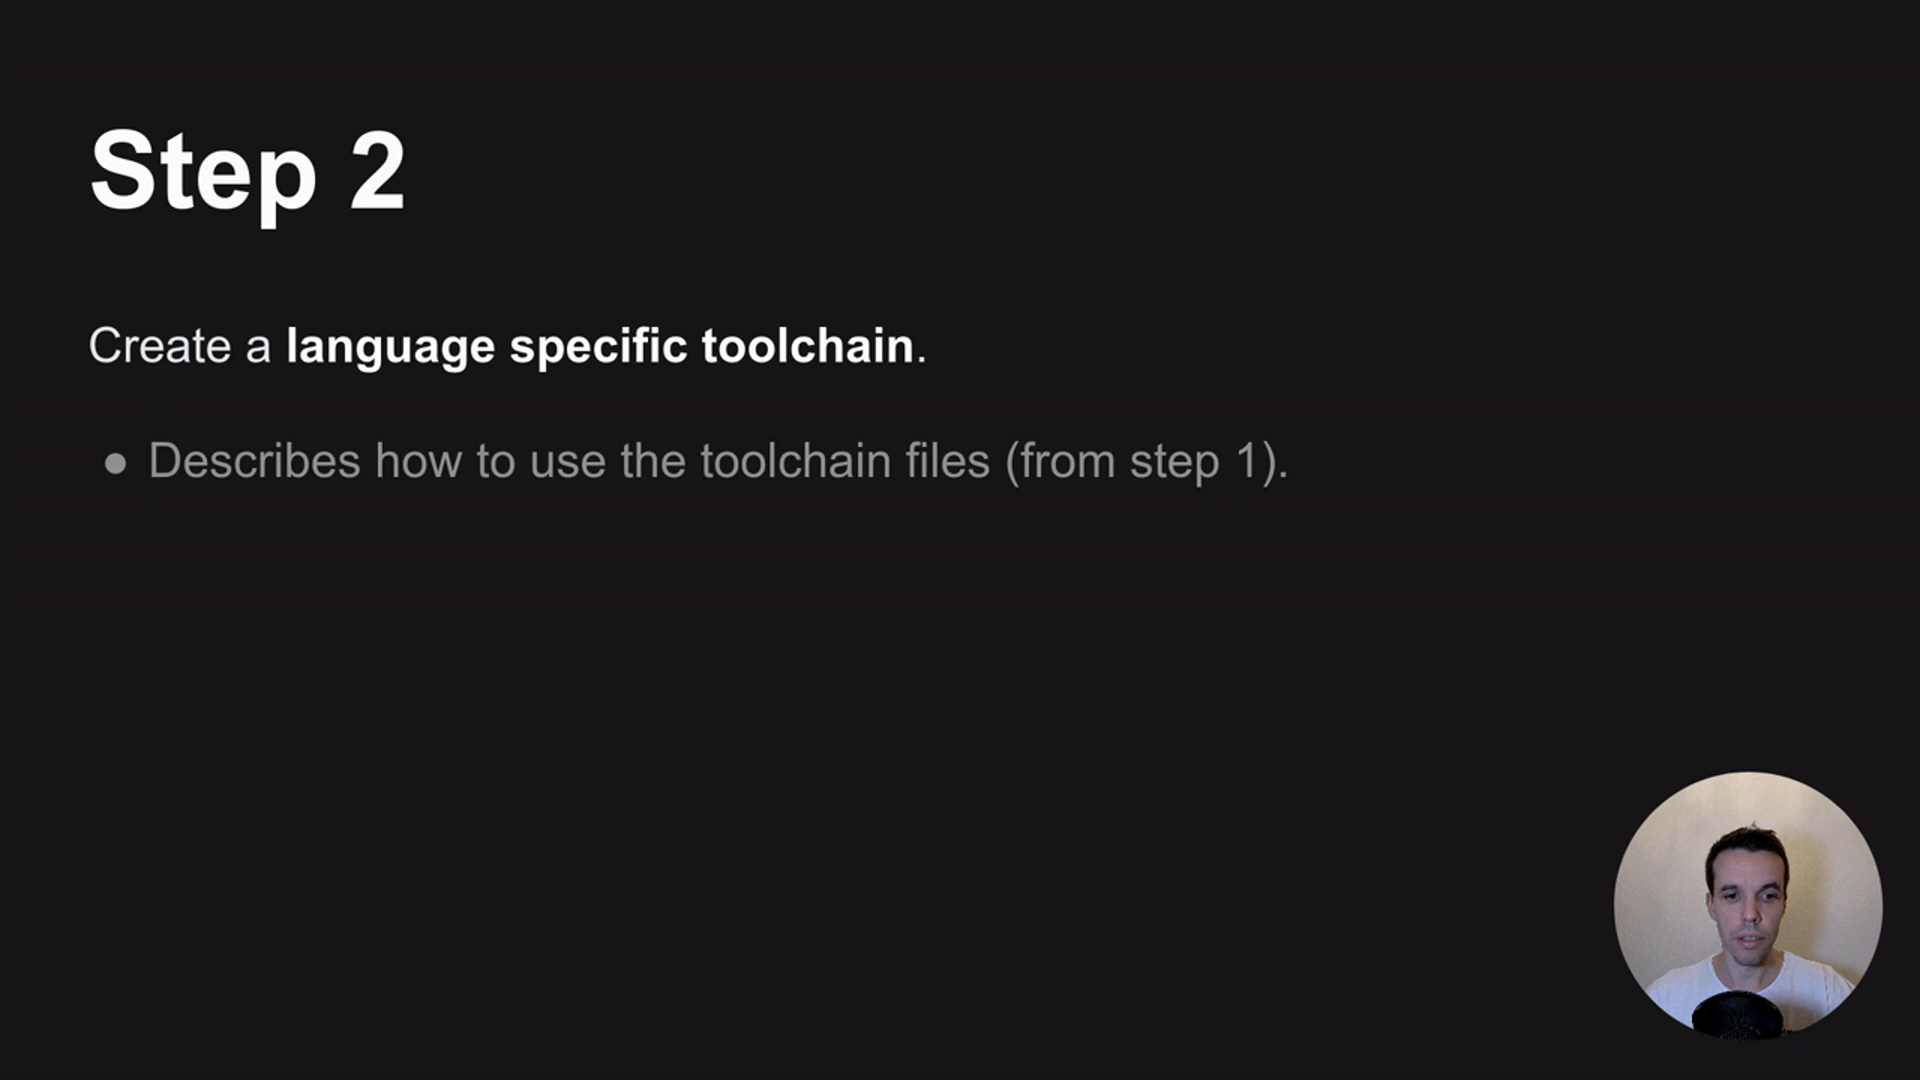 Step 2
Create a language specific toolchain.
● Describes how to use the toolchain files (from step 1).